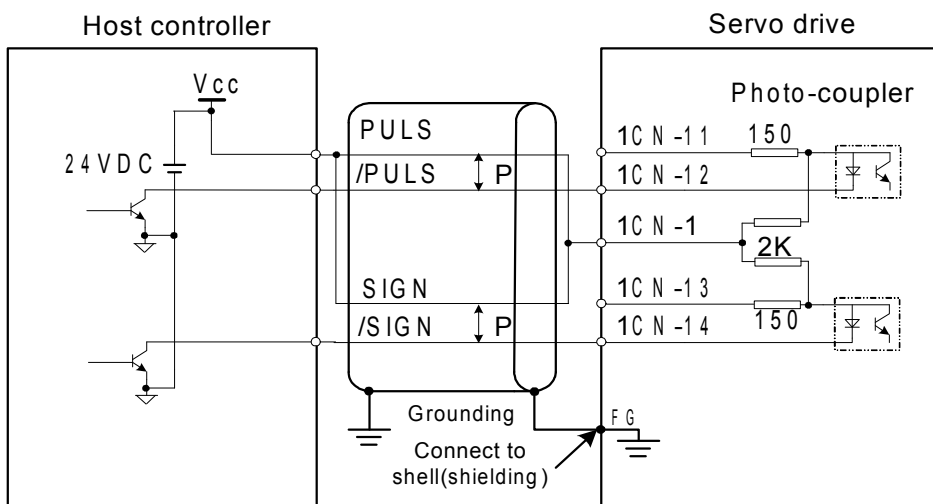 Host controller
Servo drive
Vcc
24VDC
Photo-coupler
PULS
/PULS
P
1CN-11
150
1CN-12
1CN-1
2K
SIGN
/SIGN
P
1CN-13
150
1CN-14
Grounding
FG
Connect to
shell(shielding)